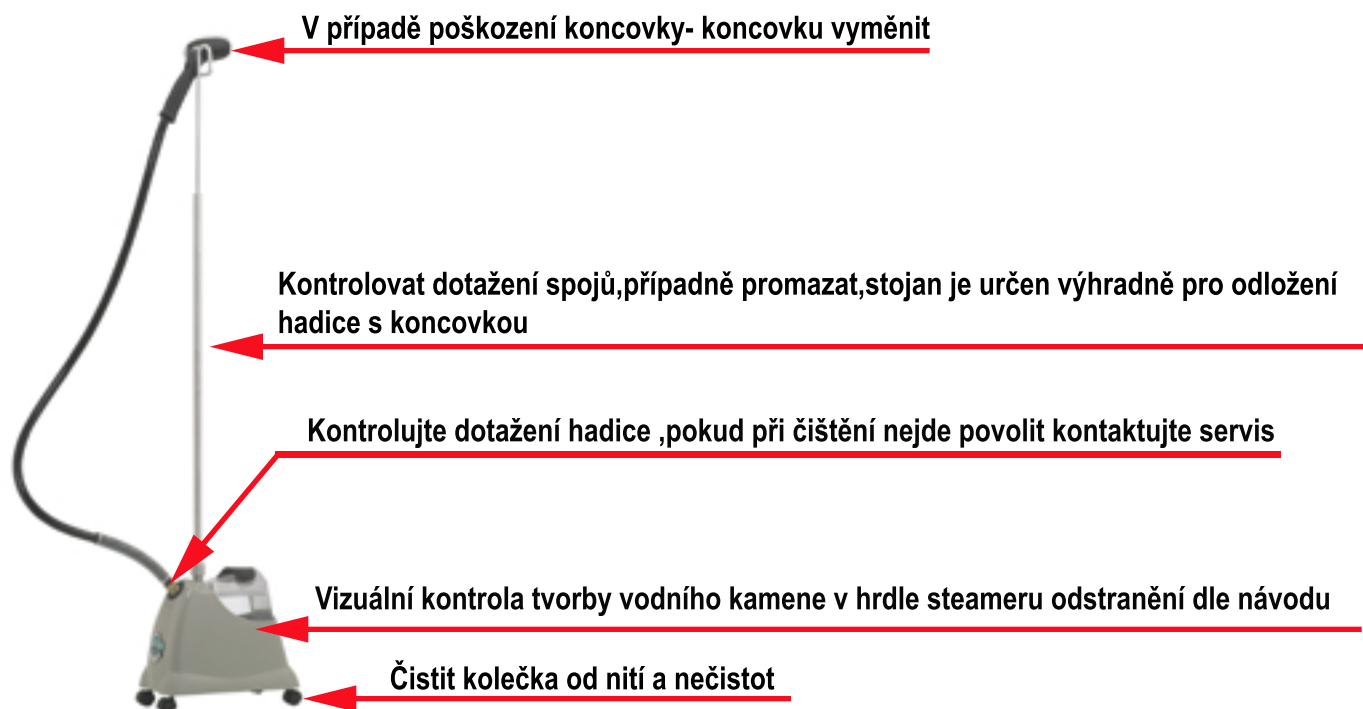 V případě poškození koncovky- koncovku vyměnit
Kontrolovat dotažení spojů,případně promazat,stojan je určen výhradně pro odložení
hadice s koncovkou
Kontrolujte dotažení hadice ,pokud při čištění nejde povolit kontaktujte servis
Vizuální kontrola tvorby vodního kamene v hrdle steameru odstranění dle návodu
Čistit kolečka od nití a nečistot